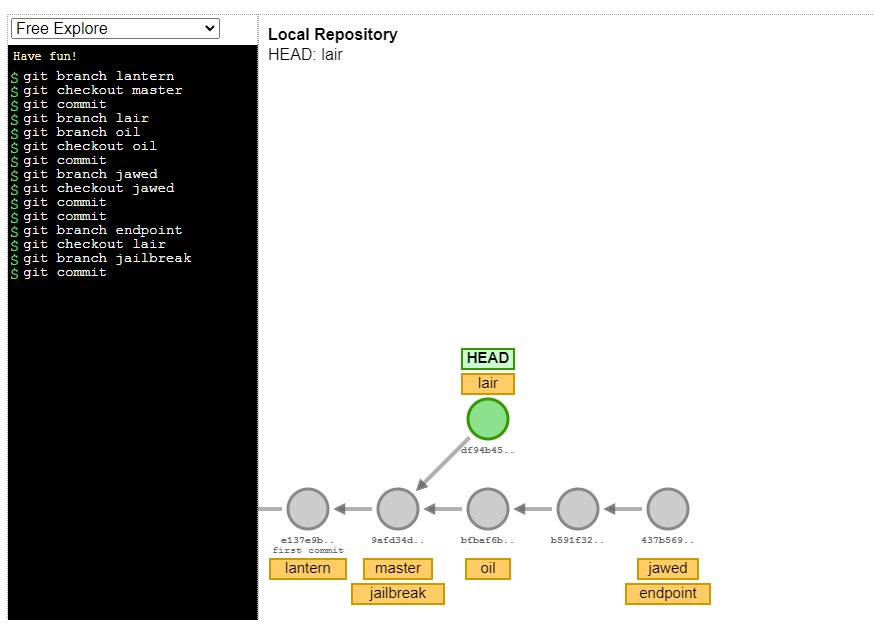 Free Explore
Have fun!
$ git branch lantern
$ git checkout master
$ git commit
$ git branch lair
$ git branch oil
$ git checkout oil
$ git commit
$ git branch jawed
$ git checkout jawed
$ git commit
$ git commit
$ git branch endpoint
$ git checkout lair
$ git branch jailbreak
$ git commit
Local Repository
HEAD: lair
HEAD
lair
df94b45..
e137e9b.. 9afd34d.. bfbaf6b.. b591f32.. 437b569..
first commit
lantern master oil jawed
jailbreak endpoint